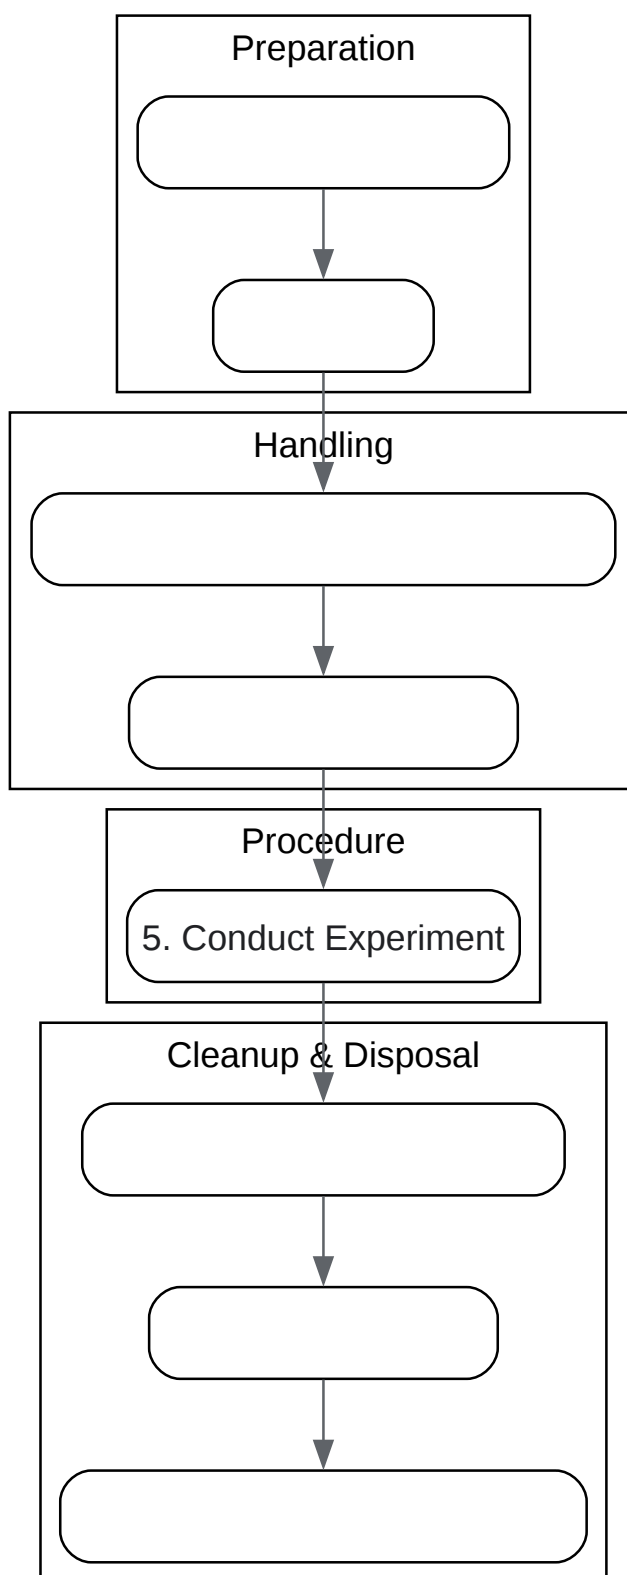 Preparation
Handling
Procedure
5. Conduct Experiment
Cleanup & Disposal